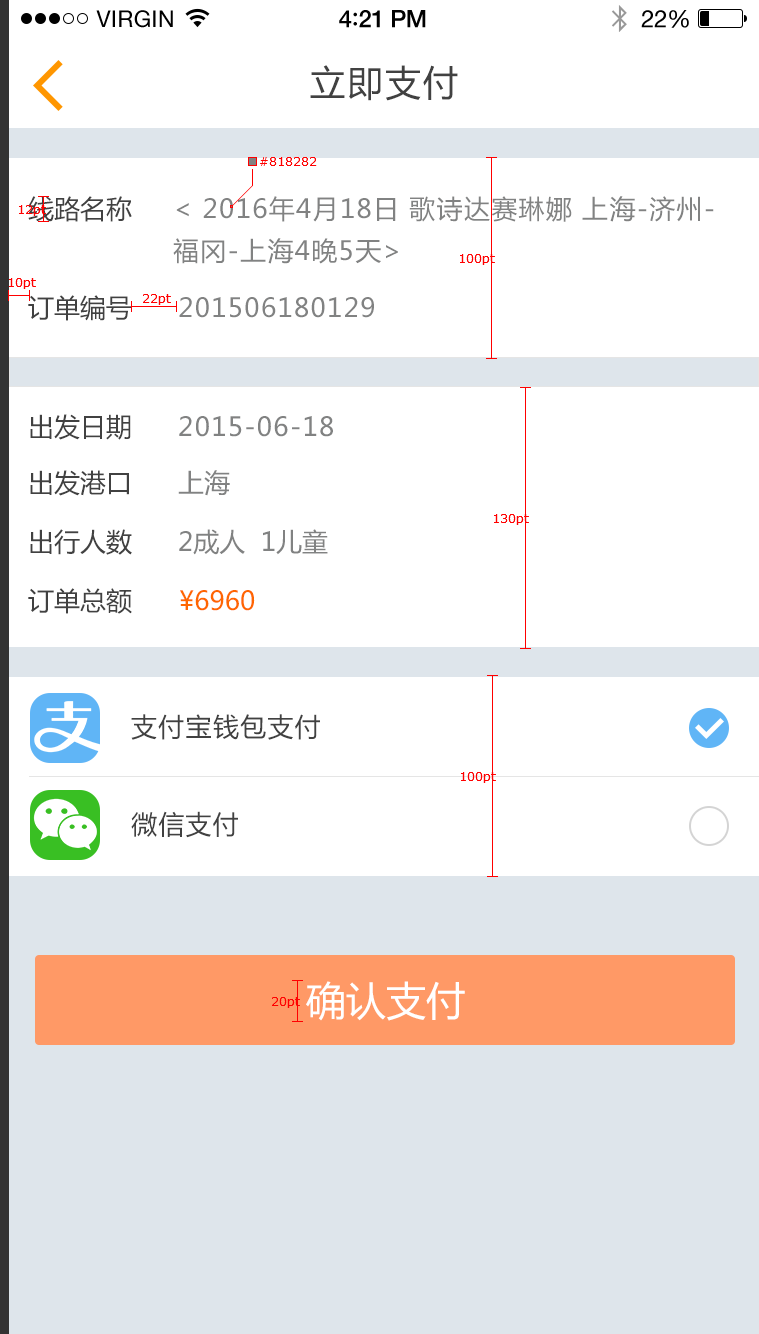 VIRGIN 4:21 PM 22%
立即支付
#818282
线路名称 < 2016年4月18日 歌诗达赛琳娜 上海-济州-
12pt
福冈-上海4晚5天>
100pt
10pt
22pt
订单编号 201506180129
出发日期 2015-06-18
出发港口 上海
130pt
出行人数 2成人 1儿童
订单总额 ¥6960
支 支付宝钱包支付
100pt
微信支付
20pt 确认支付